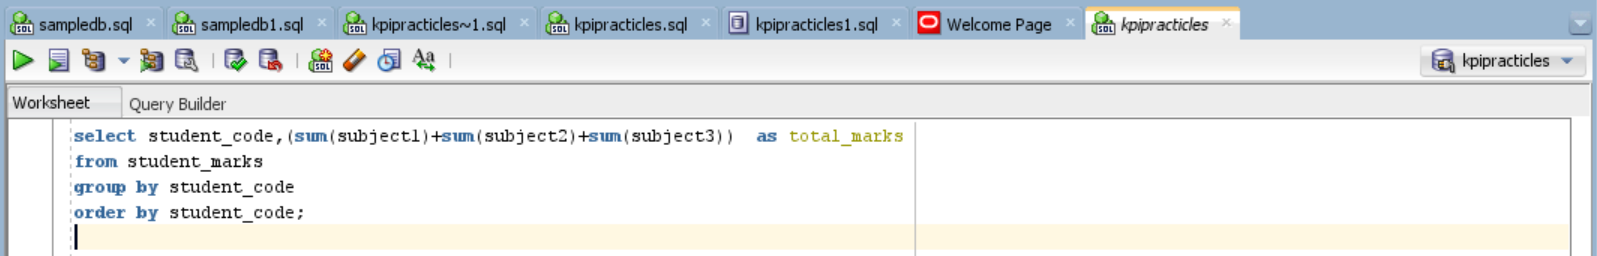 sampledb.sql sampledb1.sql kpipracticles~1.sql kpipracticles.sql kpipracticles1.sql Welcome Page kpipracticles
kpipracticles
Worksheet Query Builder
select student_code,(sum(subject1)+sum(subject2)+sum(subject3))  as total_marks
from student_marks
group by student_code
order by student_code;